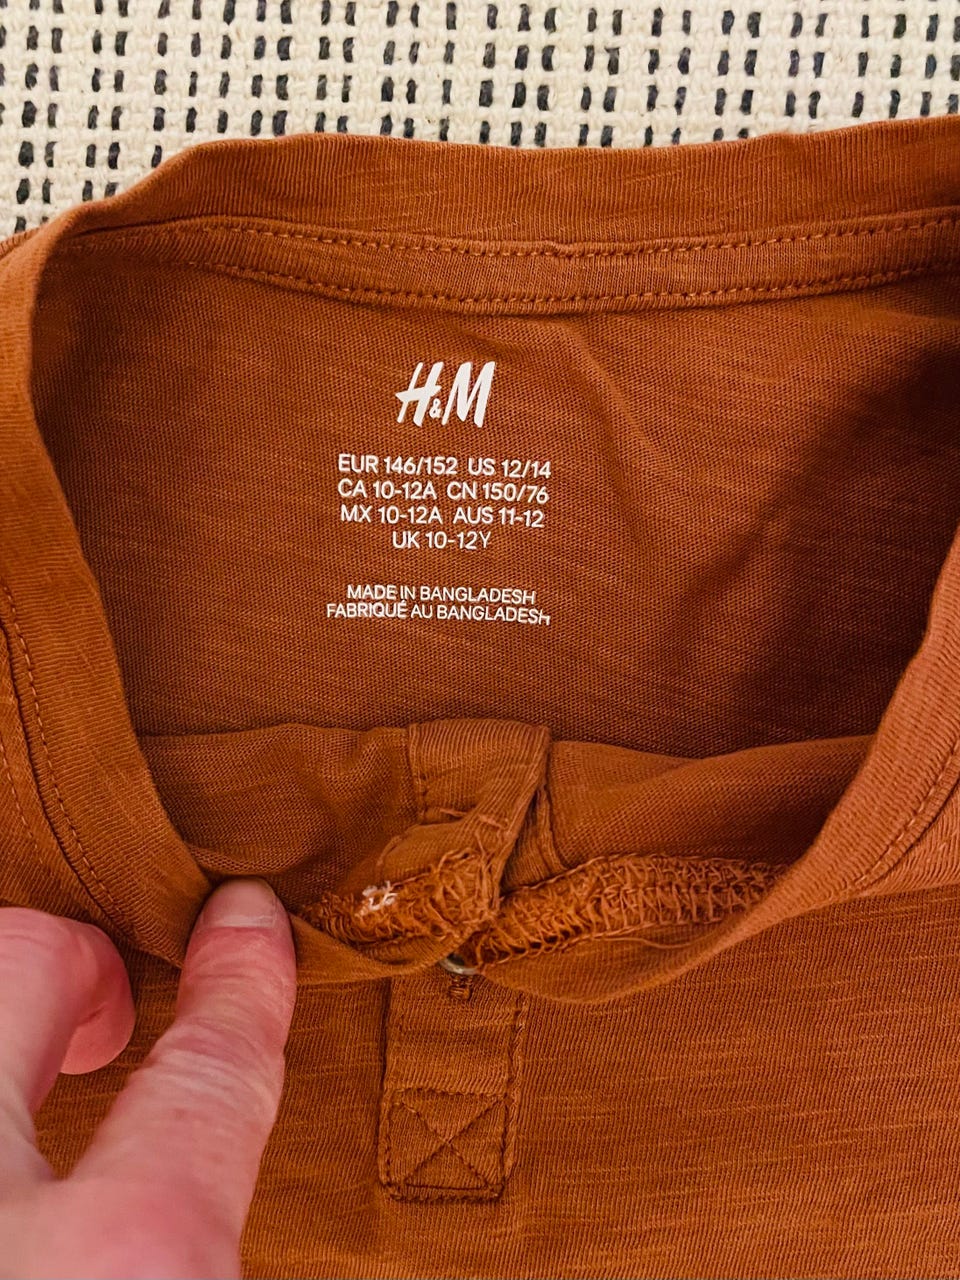 H&M
EUR 146/152 US 12/14
CA 10-12A CN 150/76
MX 10-12A AUS 11-12
UK 10-12Y
MADE IN BANGLADESH
FABRIQUÉ AU BANGLADESH